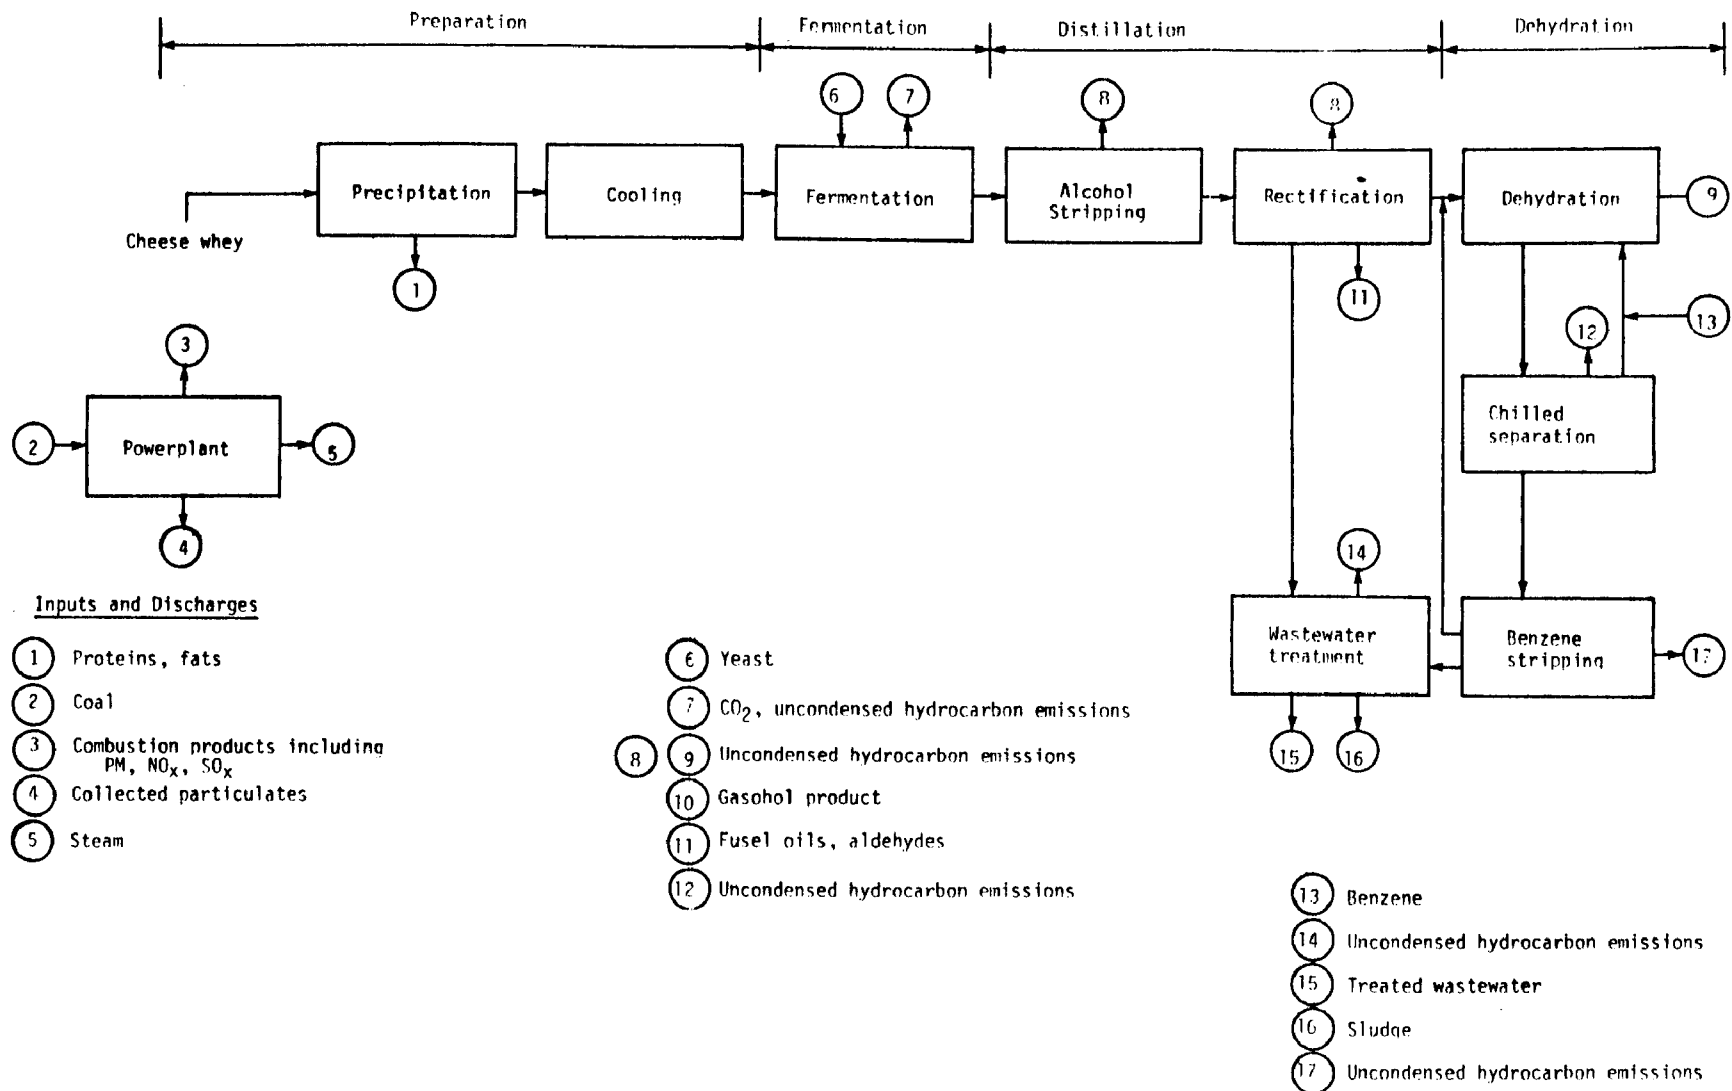 Preparation
Fermentation
Distillation
Dehydration
6
7
8
8
Precipitation
Cooling
Fermentation
Alcohol
Stripping
Rectification
Dehydration
9
Cheese whey
1
11
12
13
3
2
Powerplant
5
4
Chilled
separation
14
Wastewater
treatment
Benzene
stripping
17
15
16
Inputs and Discharges
1 Proteins, fats
2 Coal
3 Combustion products including
PM, NOx, SOx
4 Collected particulates
5 Steam
6 Yeast
7 CO2, uncondensed hydrocarbon emissions
8 9 Uncondensed hydrocarbon emissions
10 Gasohol product
11 Fusel oils, aldehydes
12 Uncondensed hydrocarbon emissions
13 Benzene
14 Uncondensed hydrocarbon emissions
15 Treated wastewater
16 Sludge
17 Uncondensed hydrocarbon emissions